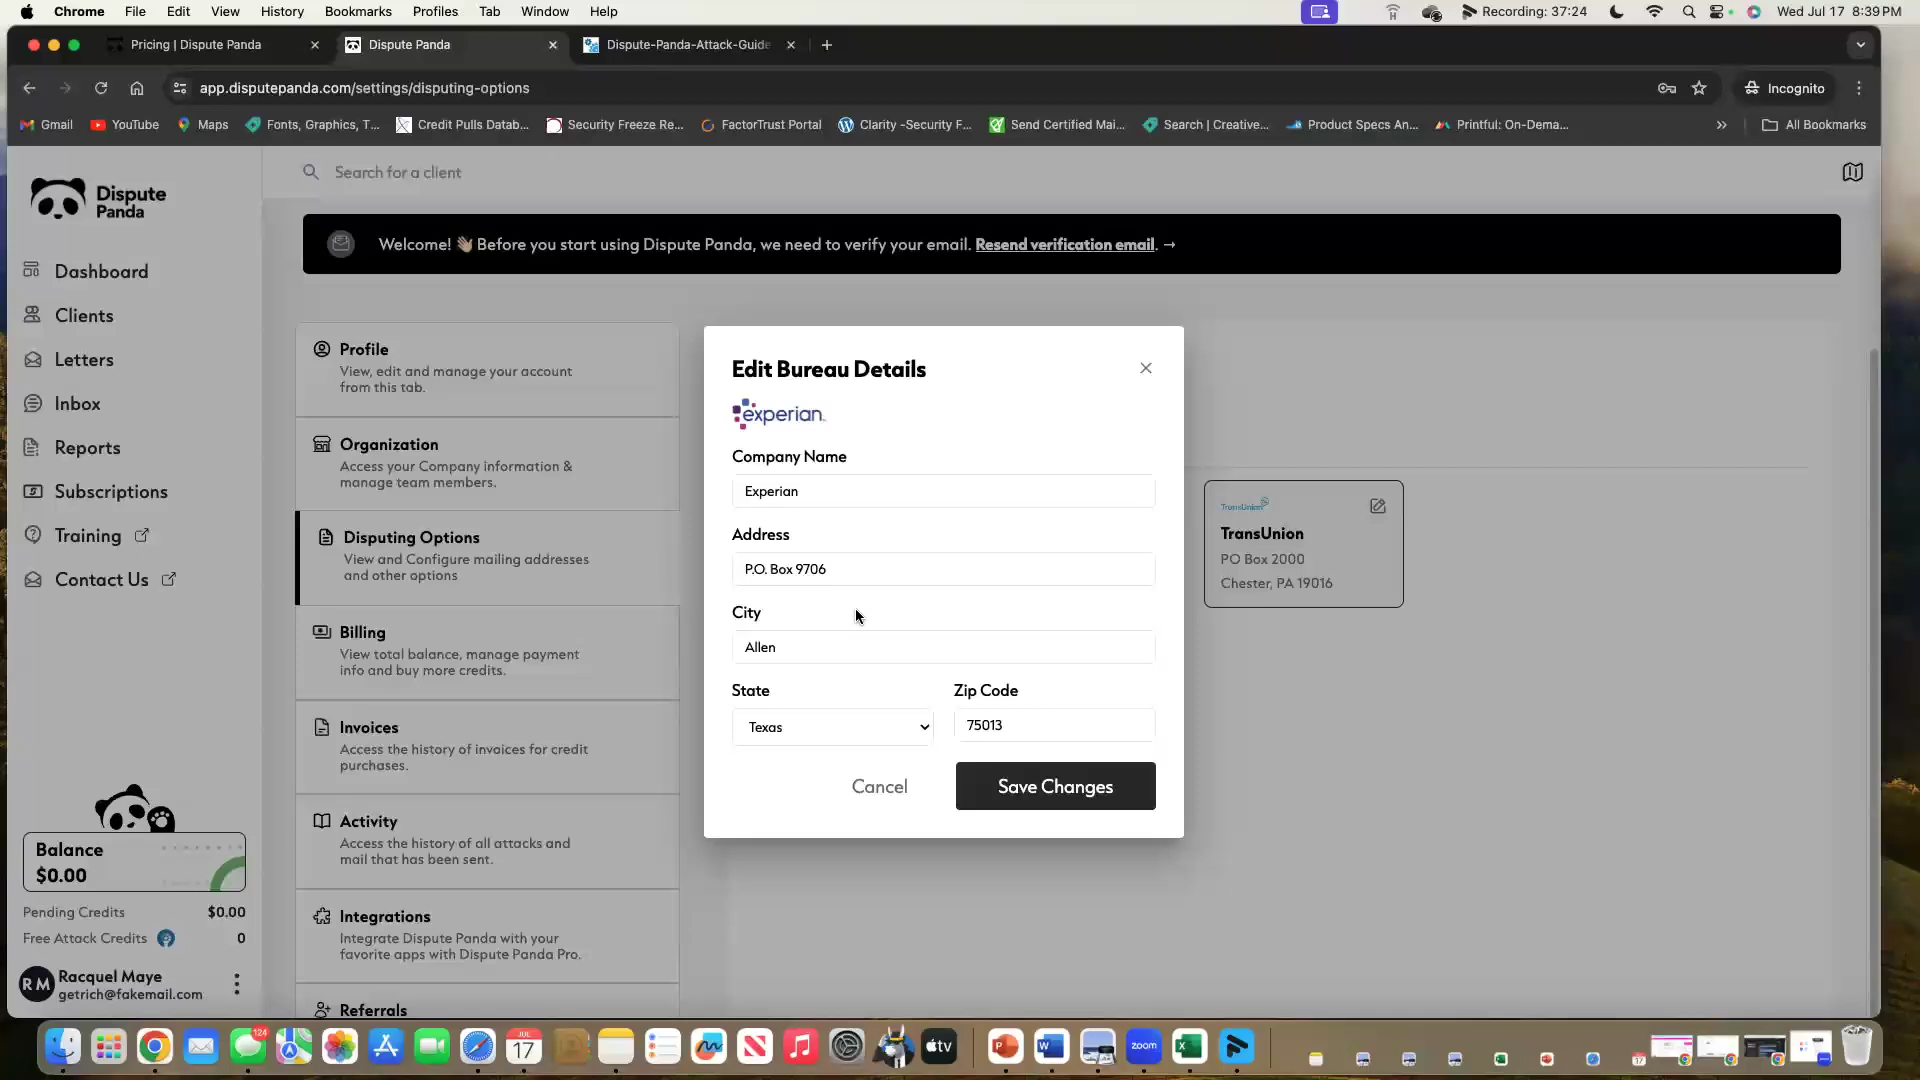 Chrome File Edit View History Bookmarks Profiles Tab Window Help
Recording: 37:24
Wed Jul 17 8:39 PM
Pricing | Dispute Panda
Dispute Panda
Dispute-Panda-Attack-Guide
app.disputepanda.com/settings/disputing-options
Incognito
Gmail
YouTube
Maps
Fonts, Graphics, T...
Credit Pulls Datab...
Security Freeze Re...
FactorTrust Portal
Clarity -Security F...
Send Certified Mai...
Search | Creative...
Product Specs An...
Printful: On-Dema...
All Bookmarks
Dispute
Panda
Search for a client
Welcome! 👋🏽 Before you start using Dispute Panda, we need to verify your email. Resend verification email. →
Dashboard
Clients
Letters
Inbox
Reports
Subscriptions
Training
Contact Us
Balance
$0.00
Pending Credits $0.00
Free Attack Credits 0
RM
Racquel Maye
getrich@fakemail.com
Profile
View, edit and manage your account
from this tab.
Organization
Access your Company information &
manage team members.
Disputing Options
View and Configure mailing addresses
and other options
Billing
View total balance, manage payment
info and buy more credits.
Invoices
Access the history of invoices for credit
purchases.
Activity
Access the history of all attacks and
mail that has been sent.
Integrations
Integrate Dispute Panda with your
favorite apps with Dispute Panda Pro.
Referrals
Edit Bureau Details
experian
Company Name
Experian
Address
P.O. Box 9706
City
Allen
State
Zip Code
Texas
75013
Cancel
Save Changes
TransUnion
TransUnion
PO Box 2000
Chester, PA 19016
124
JUL
17
tv
zoom